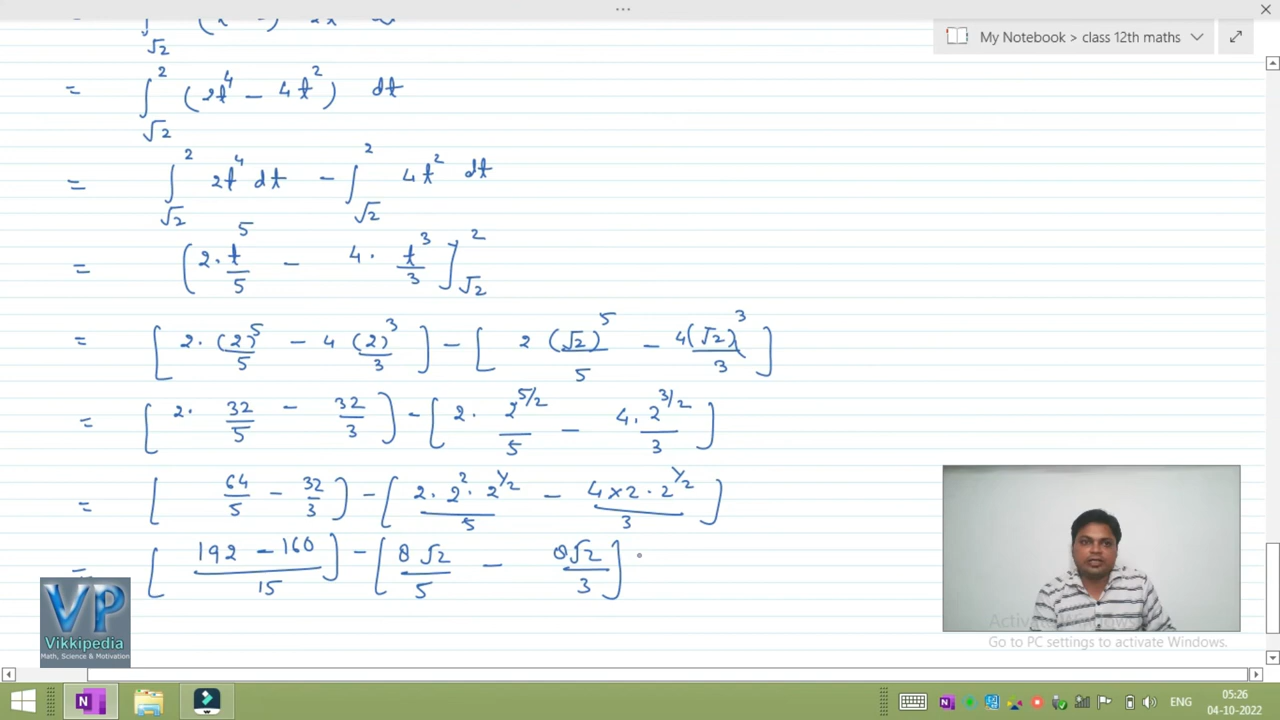 ...
My Notebook > class 12th maths
√2
= ∫_{√2}^{2} (2t⁴ − 4t²) dt
= ∫_{√2}^{2} 2t⁴ dt − ∫_{√2}^{2} 4t² dt
= (2·t⁵/5 − 4·t³/3]_{√2}^{2}
= [2·(2)⁵/5 − 4(2)³/3] − [2(√2)⁵/5 − 4(√2)³/3]
= [2·32/5 − 32/3) − [2·2^{5/2}/5 − 4·2^{3/2}/3]
= [64/5 − 32/3) − [2·2²·2^{1/2}/5 − 4×2·2^{1/2}/3]
= [192 − 160/15] − [8√2/5 − 8√2/3]
VP
Vikkipedia
Math, Science & Motivation
Activate Windows
Go to PC settings to activate Windows.
ENG
05:26
04-10-2022